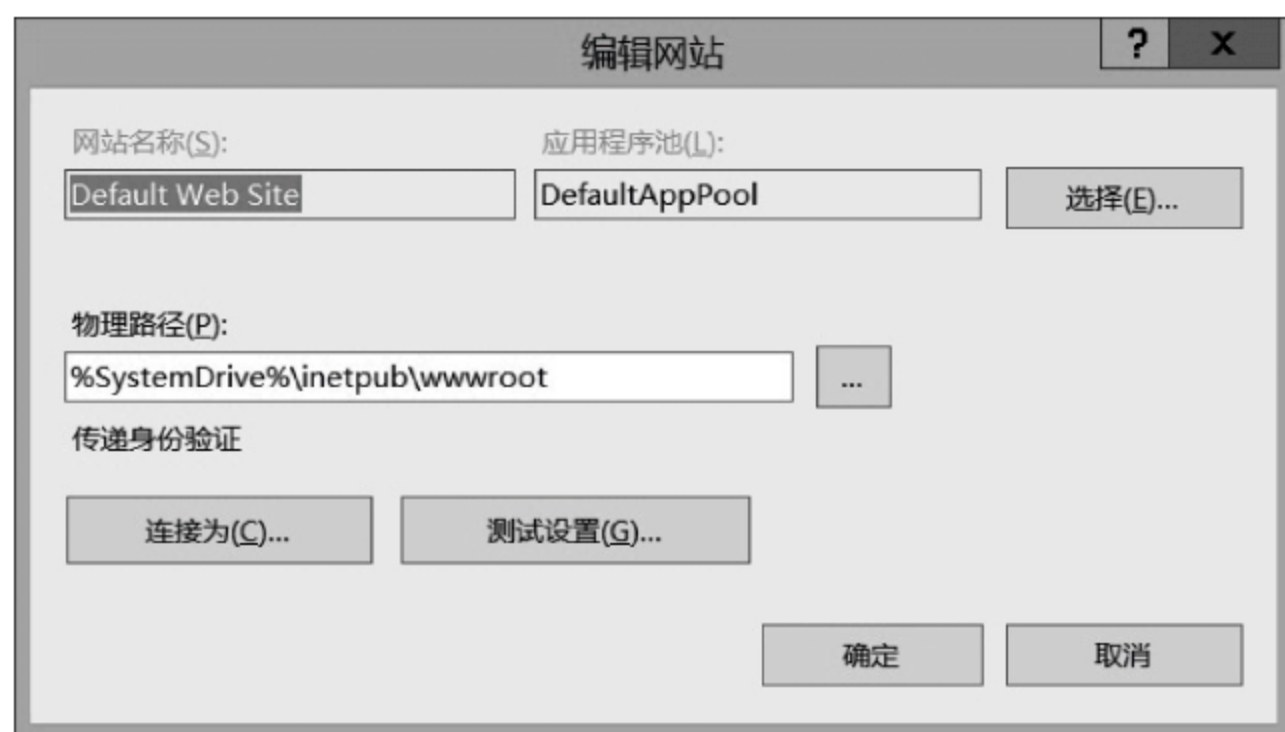 编辑网站
? X
网站名称(S): 应用程序池(L):
Default Web Site DefaultAppPool 选择(E)...
物理路径(P):
%SystemDrive%\inetpub\wwwroot ...
传递身份验证
连接为(C)... 测试设置(G)...
确定 取消